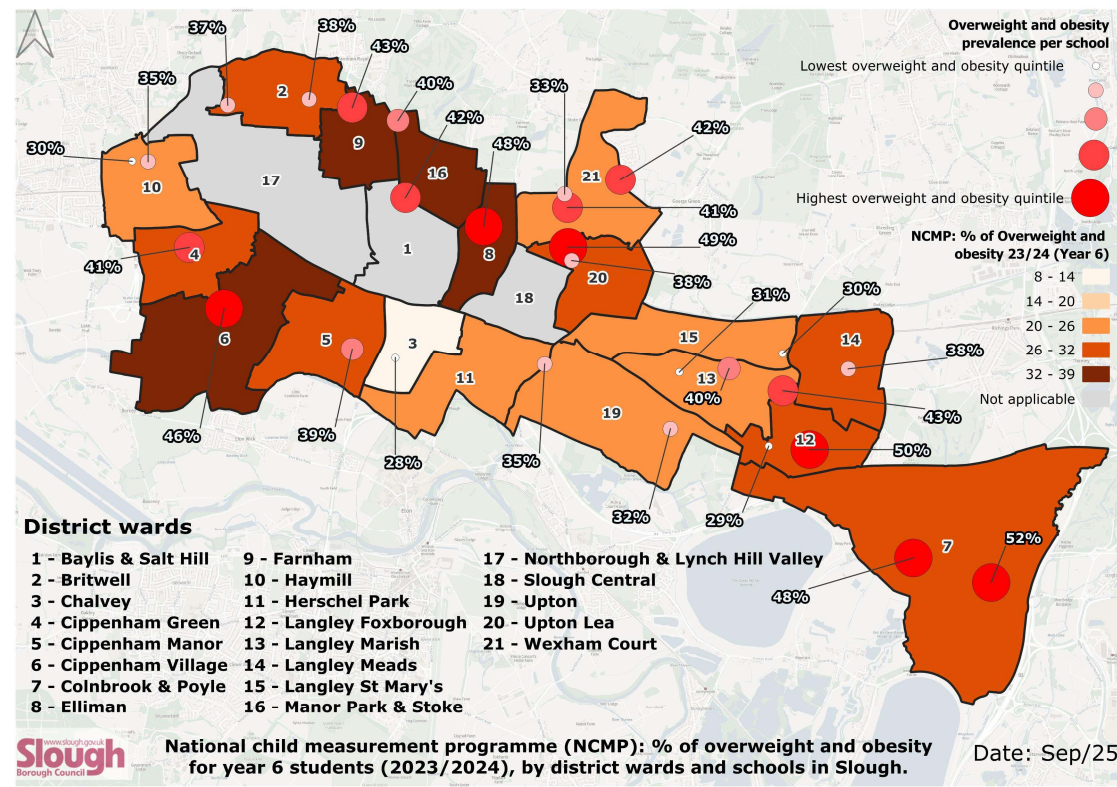 Overweight and obesity
prevalence per school
Lowest overweight and obesity quintile
Highest overweight and obesity quintile
NCMP: % of Overweight and
obesity 23/24 (Year 6)
8 - 14
14 - 20
20 - 26
26 - 32
32 - 39
Not applicable
37%
38%
43%
35%
40%
33%
42%
42%
48%
30%
41%
49%
41%
38%
31%
30%
38%
40%
43%
46%
39%
28%
35%
32%
29%
50%
52%
48%
2
9
16
21
17
10
1
4
8
20
18
6
5
3
15
14
11
13
19
12
7
District wards
1 - Baylis & Salt Hill
2 - Britwell
3 - Chalvey
4 - Cippenham Green
5 - Cippenham Manor
6 - Cippenham Village
7 - Colnbrook & Poyle
8 - Elliman
9 - Farnham
10 - Haymill
11 - Herschel Park
12 - Langley Foxborough
13 - Langley Marish
14 - Langley Meads
15 - Langley St Mary's
16 - Manor Park & Stoke
17 - Northborough & Lynch Hill Valley
18 - Slough Central
19 - Upton
20 - Upton Lea
21 - Wexham Court
www.slough.gov.uk
Slough
Borough Council
National child measurement programme (NCMP): % of overweight and obesity
for year 6 students (2023/2024), by district wards and schools in Slough.
Date: Sep/25